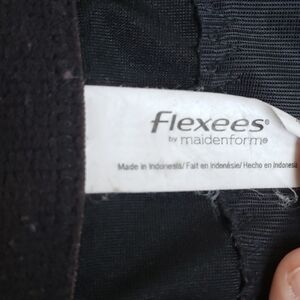 flexees®
by maidenform®
Made in Indonesia/ Fait en Indonésie/ Hecho en Indonesia